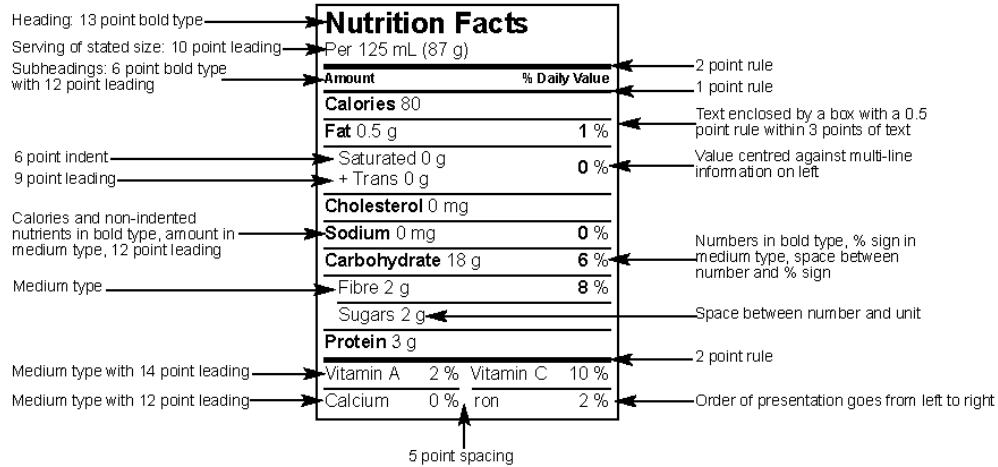 Heading: 13 point bold type
Nutrition Facts
Serving of stated size: 10 point leading
Per 125 mL (87 g)
Subheadings: 6 point bold type
with 12 point leading
Amount % Daily Value
2 point rule
1 point rule
Calories 80
Text enclosed by a box with a 0.5
point rule within 3 points of text
Fat 0.5 g 1 %
6 point indent
Saturated 0 g
9 point leading
+ Trans 0 g
0 %
Value centred against multi-line
information on left
Cholesterol 0 mg
Calories and non-indented
nutrients in bold type, amount in
medium type, 12 point leading
Sodium 0 mg 0 %
Carbohydrate 18 g 6 %
Numbers in bold type, % sign in
medium type, space between
number and % sign
Medium type
Fibre 2 g 8 %
Sugars 2 g
Space between number and unit
Protein 3 g
2 point rule
Medium type with 14 point leading
Vitamin A 2 % Vitamin C 10 %
Medium type with 12 point leading
Calcium 0 % ron 2 %
Order of presentation goes from left to right
5 point spacing